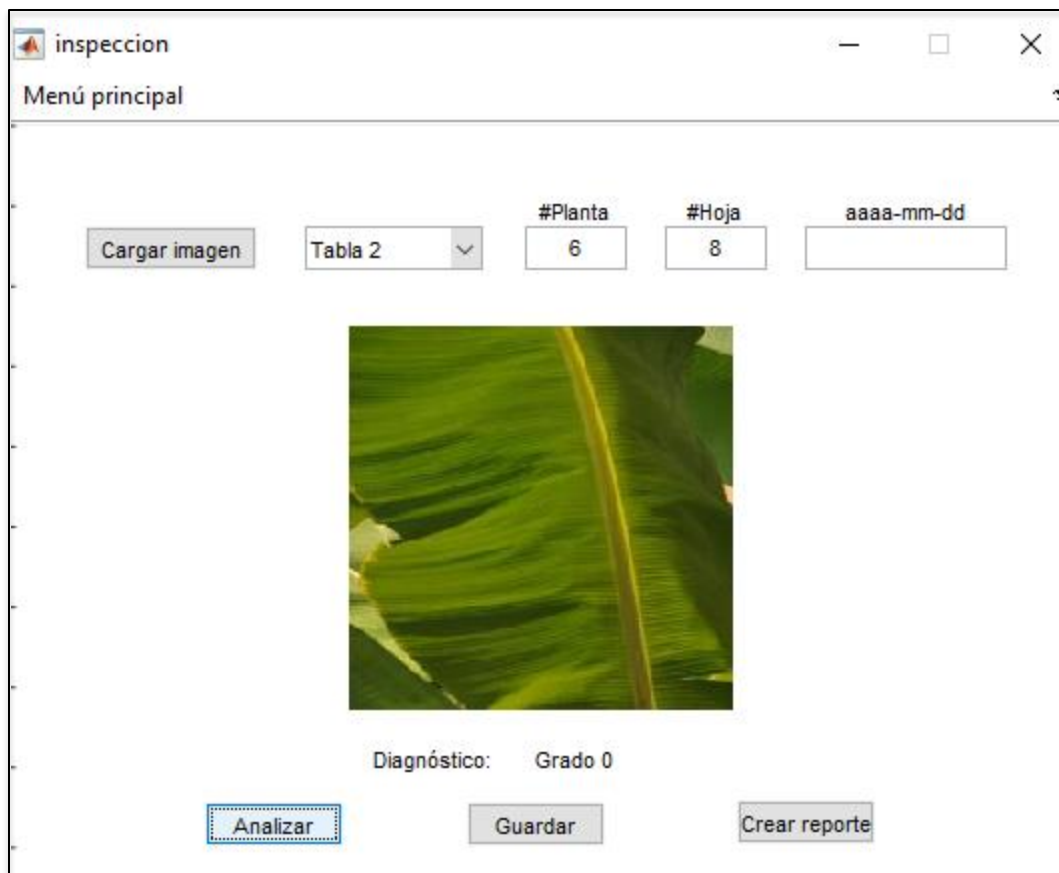 inspeccion
Menú principal
#Planta #Hoja aaaa-mm-dd
Cargar imagen Tabla 2 6 8
Diagnóstico: Grado 0
Analizar Guardar Crear reporte